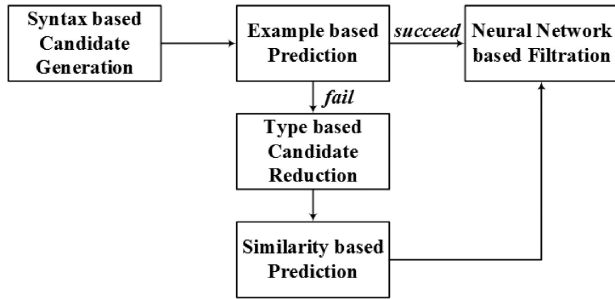 Syntax based
Candidate
Generation
Example based
Prediction
succeed
Neural Network
based Filtration
fail
Type based
Candidate
Reduction
Similarity based
Prediction